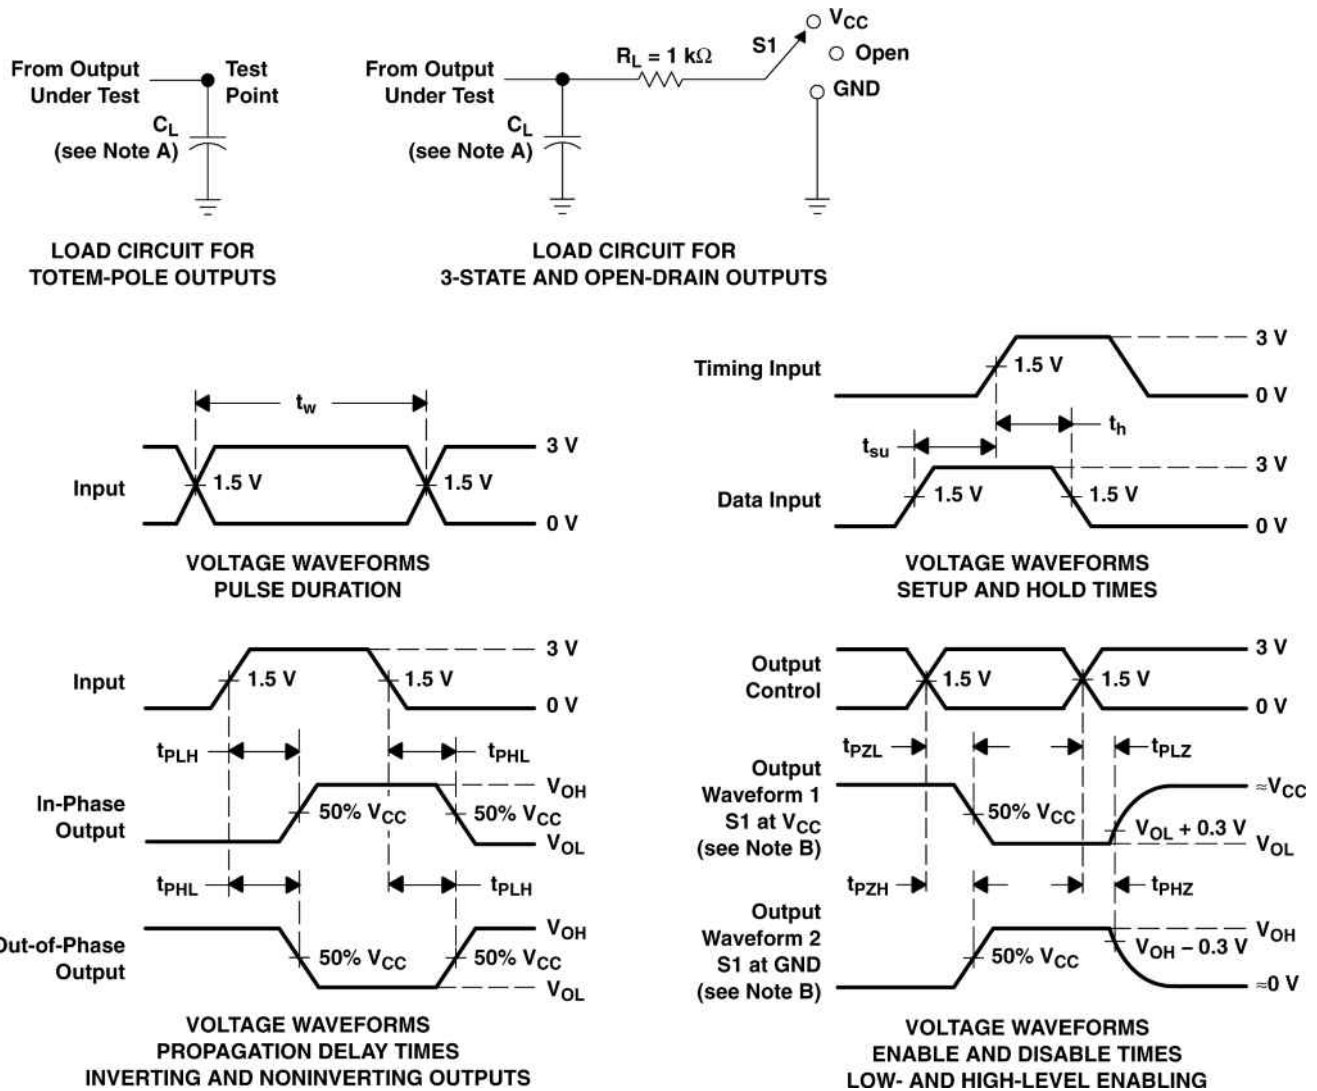 From Output
Under Test
Test
Point
CL
(see Note A)
LOAD CIRCUIT FOR
TOTEM-POLE OUTPUTS
From Output
Under Test
RL = 1 kΩ
S1
VCC
Open
GND
CL
(see Note A)
LOAD CIRCUIT FOR
3-STATE AND OPEN-DRAIN OUTPUTS
tw
Input
1.5 V
1.5 V
3 V
0 V
VOLTAGE WAVEFORMS
PULSE DURATION
Timing Input
1.5 V
3 V
0 V
tsu
th
Data Input
1.5 V
1.5 V
3 V
0 V
VOLTAGE WAVEFORMS
SETUP AND HOLD TIMES
Input
1.5 V
1.5 V
3 V
0 V
tPLH
tPHL
In-Phase
Output
50% VCC
50% VCC
VOH
VOL
tPHL
tPLH
Out-of-Phase
Output
50% VCC
50% VCC
VOH
VOL
VOLTAGE WAVEFORMS
PROPAGATION DELAY TIMES
INVERTING AND NONINVERTING OUTPUTS
Output
Control
1.5 V
1.5 V
3 V
0 V
tPZL
tPLZ
Output
Waveform 1
S1 at VCC
(see Note B)
50% VCC
VOL + 0.3 V
≈VCC
VOL
tPZH
tPHZ
Output
Waveform 2
S1 at GND
(see Note B)
50% VCC
VOH − 0.3 V
VOH
≈0 V
VOLTAGE WAVEFORMS
ENABLE AND DISABLE TIMES
LOW- AND HIGH-LEVEL ENABLING